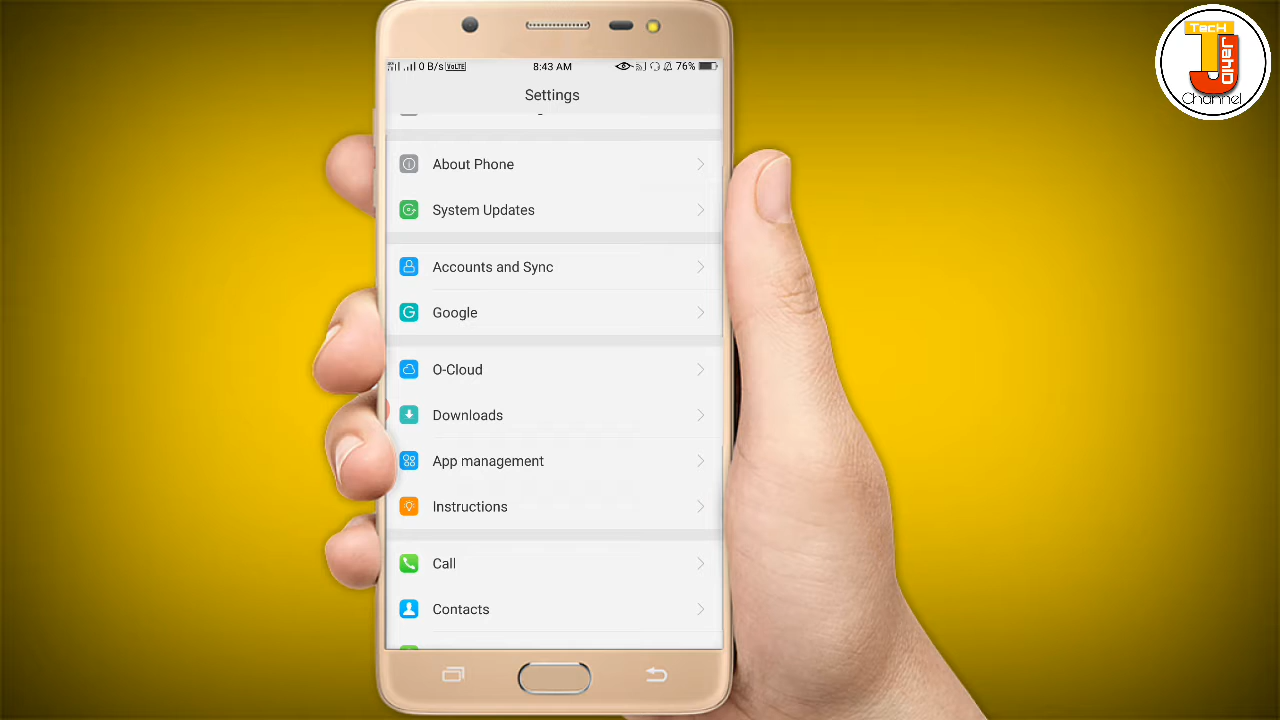 0 B/s VoLTE 8:43 AM 76%
Settings
About Phone
System Updates
Accounts and Sync
Google
O-Cloud
Downloads
App management
Instructions
Call
Contacts
TacH
JahiD
Channel